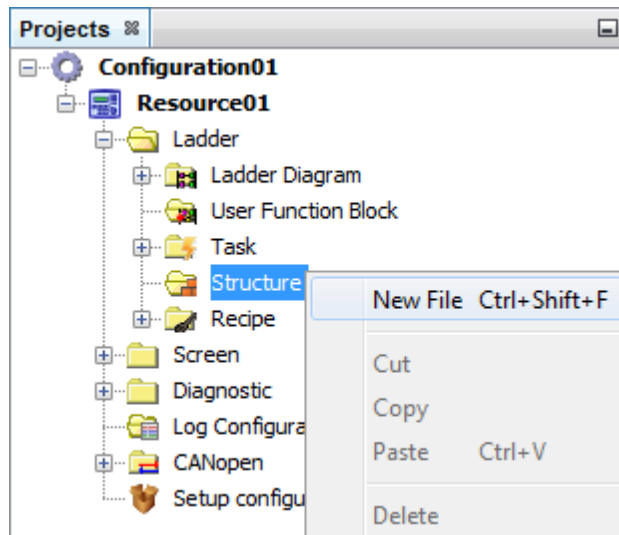 Projects
Configuration01
Resource01
Ladder
Ladder Diagram
User Function Block
Task
Structure
New File Ctrl+Shift+F
Recipe
Screen
Cut
Diagnostic
Copy
Log Configura
Paste Ctrl+V
CANopen
Setup configu
Delete